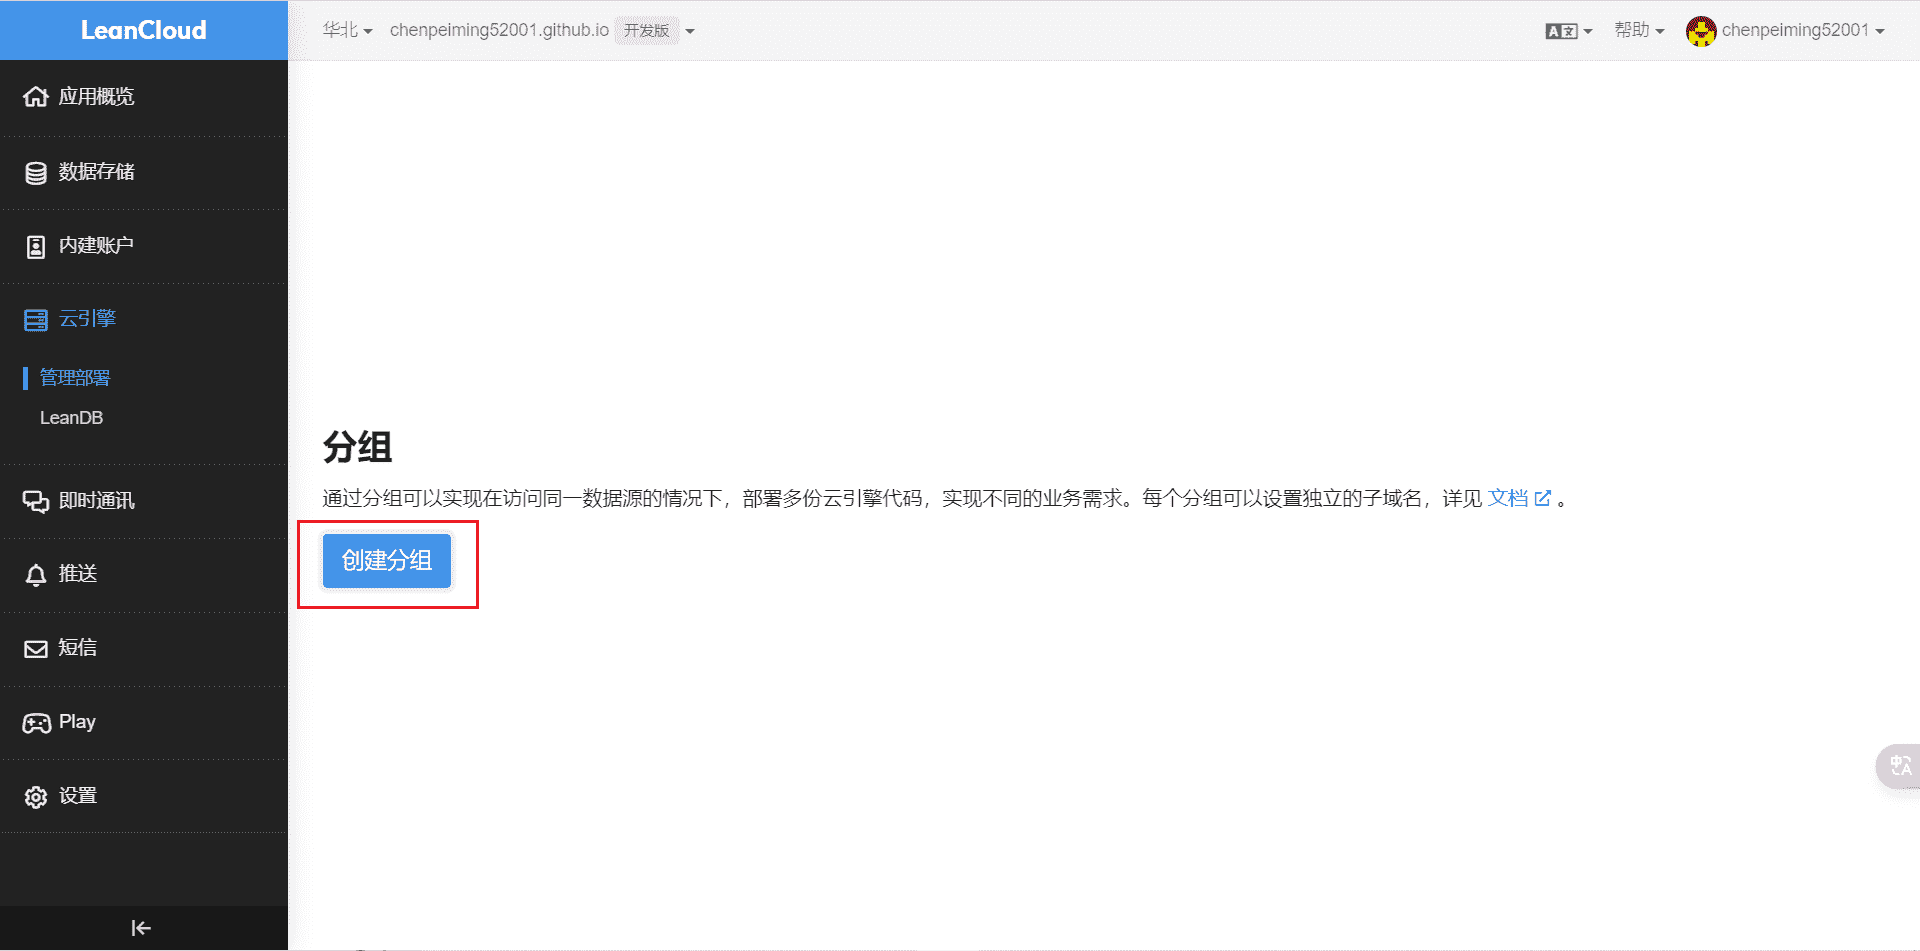 LeanCloud
华北
chenpeiming52001.github.io 开发版
帮助
chenpeiming52001
应用概览
数据存储
内建账户
云引擎
管理部署
LeanDB
即时通讯
推送
短信
Play
设置
分组
通过分组可以实现在访问同一数据源的情况下，部署多份云引擎代码，实现不同的业务需求。每个分组可以设置独立的子域名，详见 文档 。
创建分组